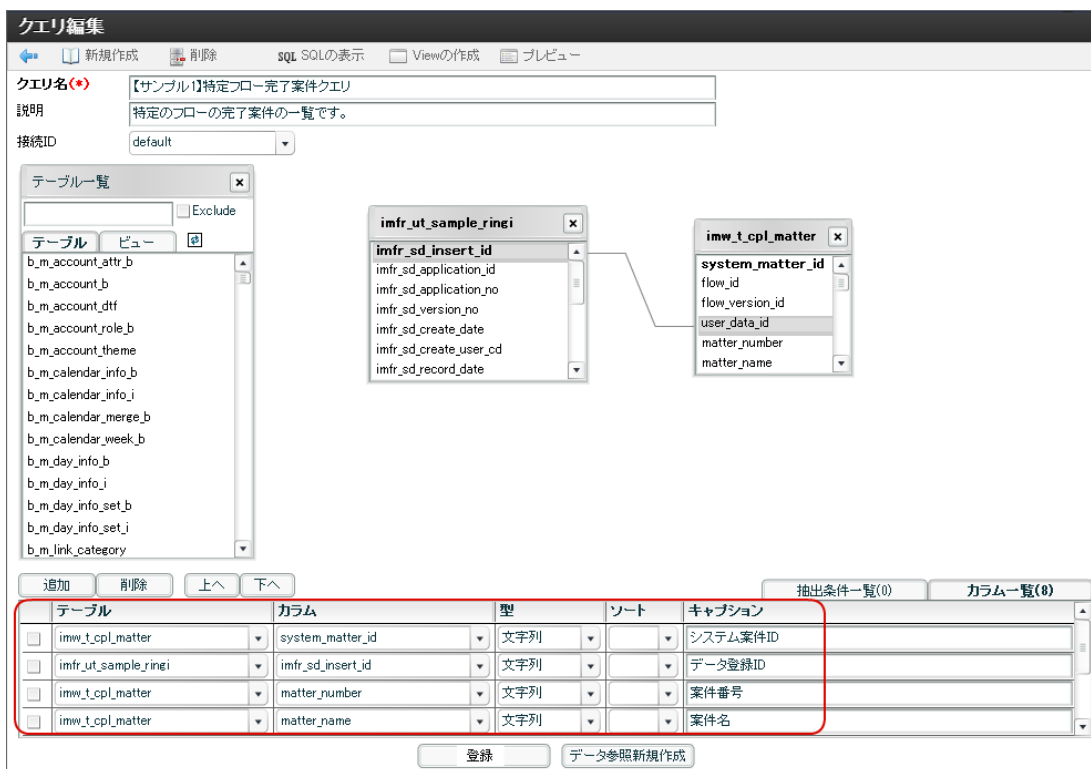 クエリ編集
新規作成 削除 SQL SQLの表示 Viewの作成 プレビュー
クエリ名(*) 【サンプル1】特定フロー完了案件クエリ
説明 特定のフローの完了案件の一覧です。
接続ID default
テーブル一覧
Exclude
テーブル ビュー
b_m_account_attr_b
b_m_account_b
b_m_account_dtf
b_m_account_role_b
b_m_account_theme
b_m_calendar_info_b
b_m_calendar_info_i
b_m_calendar_merge_b
b_m_calendar_week_b
b_m_day_info_b
b_m_day_info_i
b_m_day_info_set_b
b_m_day_info_set_i
b_m_link_category
imfr_ut_sample_ringi
imfr_sd_insert_id
imfr_sd_application_id
imfr_sd_application_no
imfr_sd_version_no
imfr_sd_create_date
imfr_sd_create_user_cd
imfr_sd_record_date
imw_t_cpl_matter
system_matter_id
flow_id
flow_version_id
user_data_id
matter_number
matter_name
追加 削除 上へ 下へ 抽出条件一覧(0) カラム一覧(8)
テーブル カラム 型 ソート キャプション
imw_t_cpl_matter system_matter_id 文字列 システム案件ID
imfr_ut_sample_ringi imfr_sd_insert_id 文字列 データ登録ID
imw_t_cpl_matter matter_number 文字列 案件番号
imw_t_cpl_matter matter_name 文字列 案件名
登録 データ参照新規作成